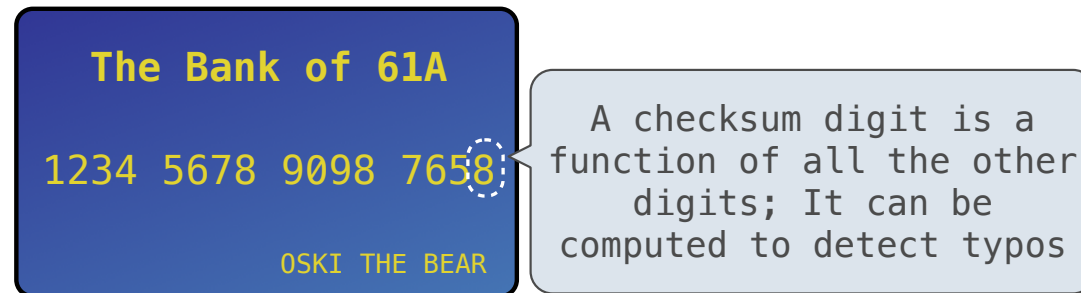 The Bank of 61A
1234 5678 9098 7658
OSKI THE BEAR
A checksum digit is a
function of all the other
digits; It can be
computed to detect typos